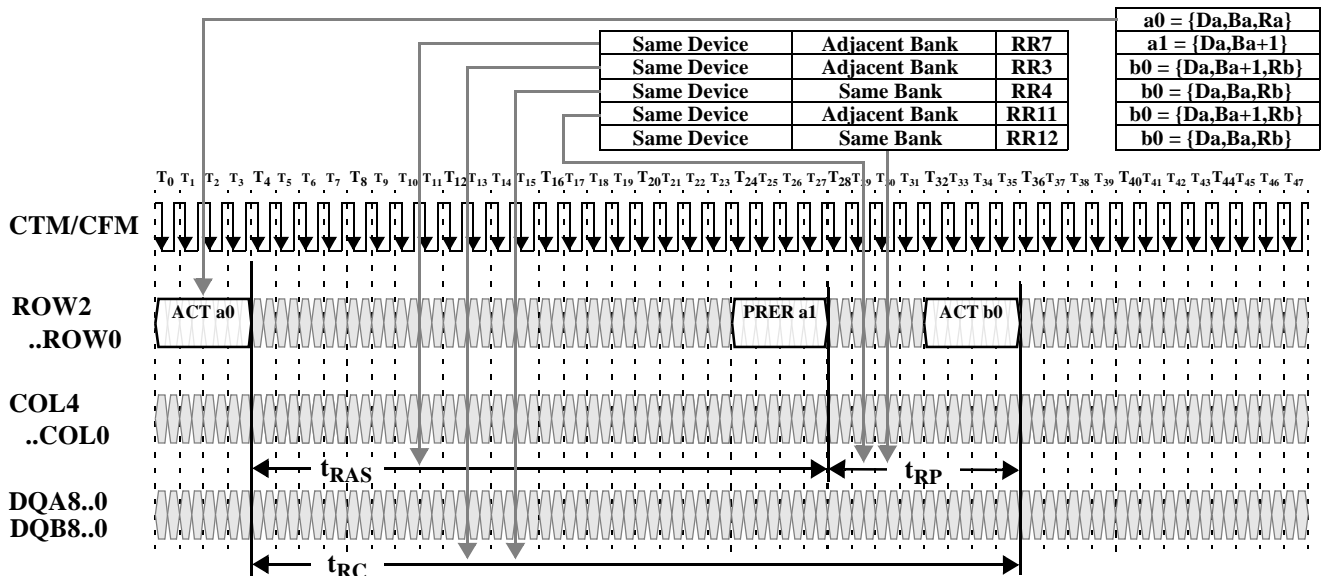 a0 = {Da,Ba,Ra}
Same Device Adjacent Bank RR7 a1 = {Da,Ba+1}
Same Device Adjacent Bank RR3 b0 = {Da,Ba+1,Rb}
Same Device Same Bank RR4 b0 = {Da,Ba,Rb}
Same Device Adjacent Bank RR11 b0 = {Da,Ba+1,Rb}
Same Device Same Bank RR12 b0 = {Da,Ba,Rb}
T0 T1 T2 T3 T4 T5 T6 T7 T8 T9 T10 T11 T12 T13 T14 T15 T16 T17 T18 T19 T20 T21 T22 T23 T24 T25 T26 T27 T28 T29 T30 T31 T32 T33 T34 T35 T36 T37 T38 T39 T40 T41 T42 T43 T44 T45 T46 T47
CTM/CFM
ROW2 ACT a0 PRER a1 ACT b0
..ROW0
COL4
..COL0
tRAS tRP
DQA8..0
DQB8..0
tRC